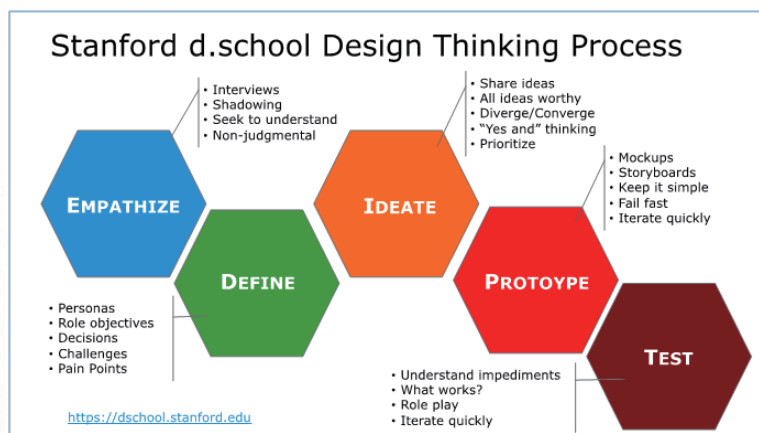 Stanford d.school Design Thinking Process
• Interviews
• Shadowing
• Seek to understand
• Non-judgmental
• Share ideas
• All ideas worthy
• Diverge/Converge
• “Yes and” thinking
• Prioritize
• Mockups
• Storyboards
• Keep it simple
• Fail fast
• Iterate quickly
EMPATHIZE
IDEATE
DEFINE
PROTOYPE
TEST
• Personas
• Role objectives
• Decisions
• Challenges
• Pain Points
• Understand impediments
• What works?
• Role play
• Iterate quickly
https://dschool.stanford.edu